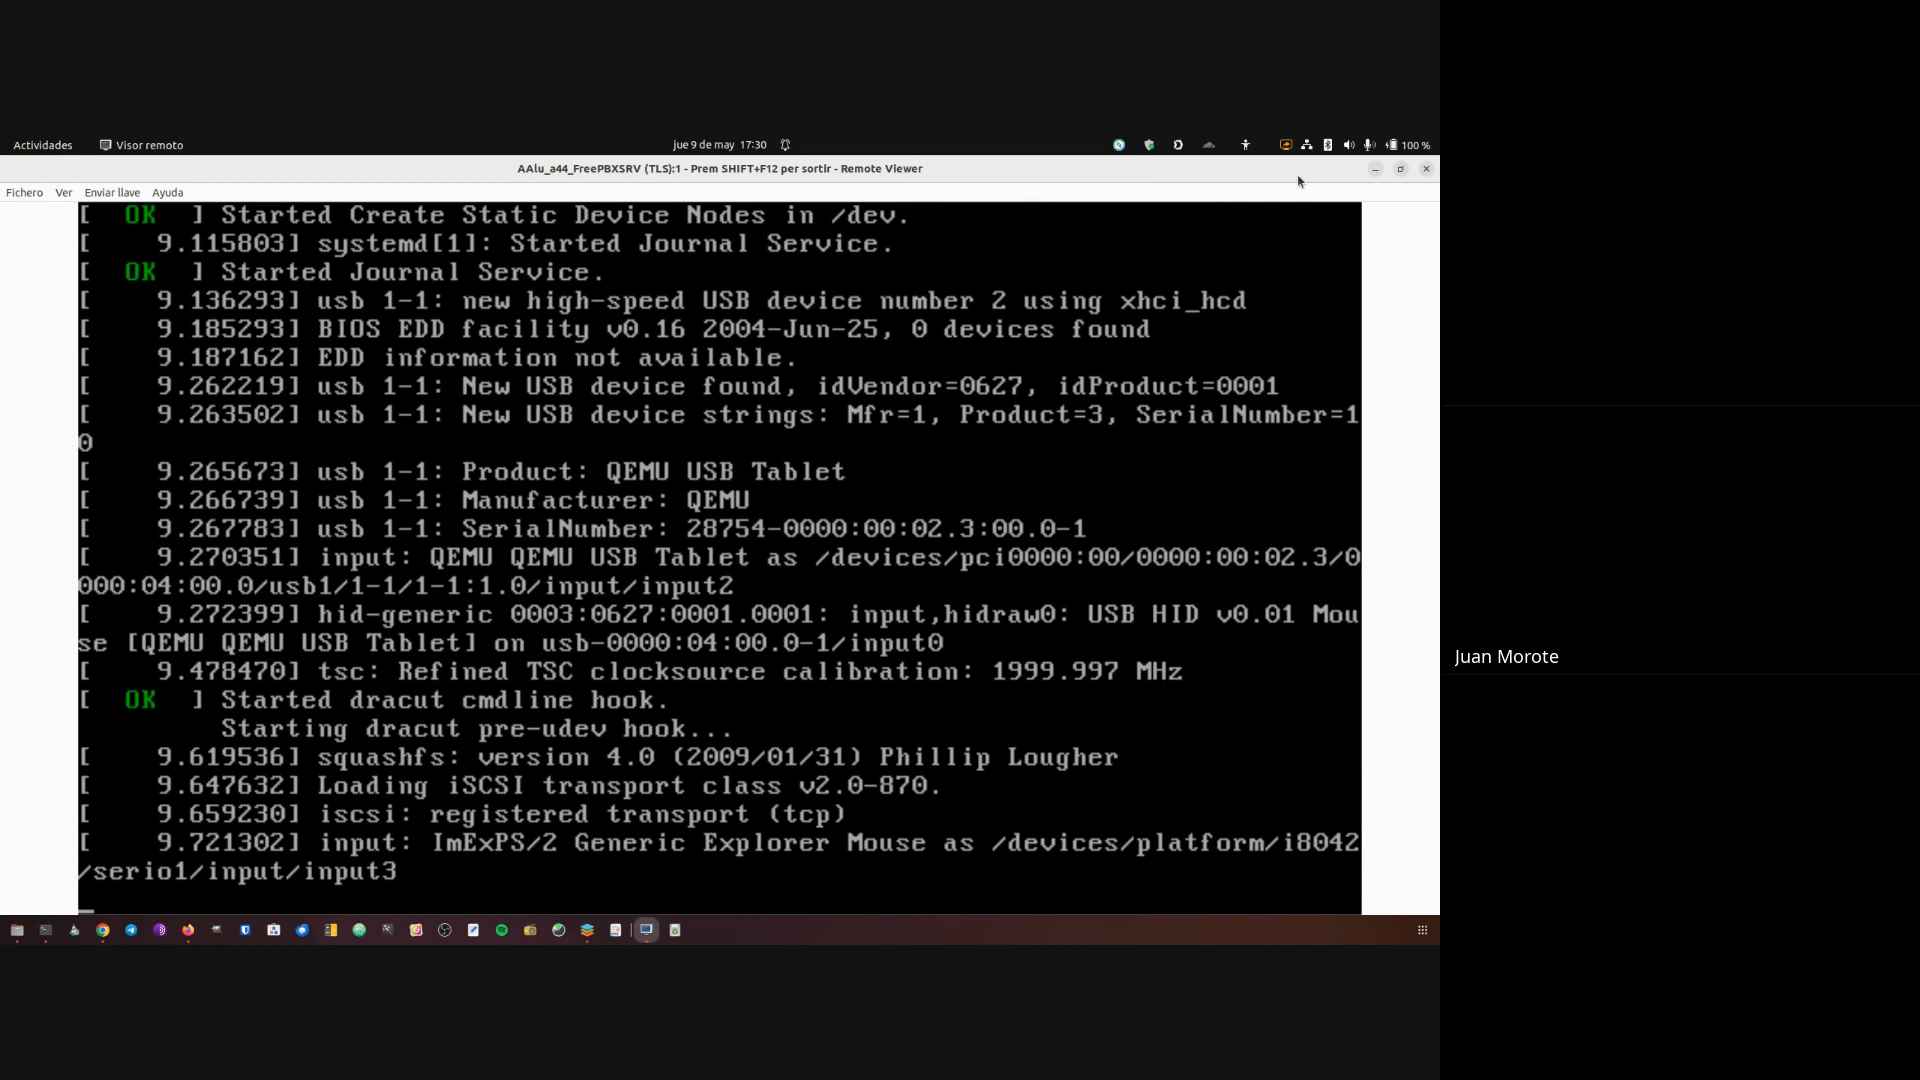 Actividades
Visor remoto
jue 9 de may 17:30
100 %
AAlu_a44_FreePBXSRV (TLS):1 - Prem SHIFT+F12 per sortir - Remote Viewer
Fichero Ver Enviar llave Ayuda
[ OK ] Started Create Static Device Nodes in /dev.
[ 9.115803] systemd[1]: Started Journal Service.
[ OK ] Started Journal Service.
[ 9.136293] usb 1-1: new high-speed USB device number 2 using xhci_hcd
[ 9.185293] BIOS EDD facility v0.16 2004-Jun-25, 0 devices found
[ 9.187162] EDD information not available.
[ 9.262219] usb 1-1: New USB device found, idVendor=0627, idProduct=0001
[ 9.263502] usb 1-1: New USB device strings: Mfr=1, Product=3, SerialNumber=1
0
[ 9.265673] usb 1-1: Product: QEMU USB Tablet
[ 9.266739] usb 1-1: Manufacturer: QEMU
[ 9.267783] usb 1-1: SerialNumber: 28754-0000:00:02.3:00.0-1
[ 9.270351] input: QEMU QEMU USB Tablet as /devices/pci0000:00/0000:00:02.3/0
000:04:00.0/usb1/1-1/1-1:1.0/input/input2
[ 9.272399] hid-generic 0003:0627:0001.0001: input,hidraw0: USB HID v0.01 Mou
se [QEMU QEMU USB Tablet] on usb-0000:04:00.0-1/input0
[ 9.478470] tsc: Refined TSC clocksource calibration: 1999.997 MHz
[ OK ] Started dracut cmdline hook.
Starting dracut pre-udev hook...
[ 9.619536] squashfs: version 4.0 (2009/01/31) Phillip Lougher
[ 9.647632] Loading iSCSI transport class v2.0-870.
[ 9.659230] iscsi: registered transport (tcp)
[ 9.721302] input: ImExPS/2 Generic Explorer Mouse as /devices/platform/i8042
/serio1/input/input3
Juan Morote